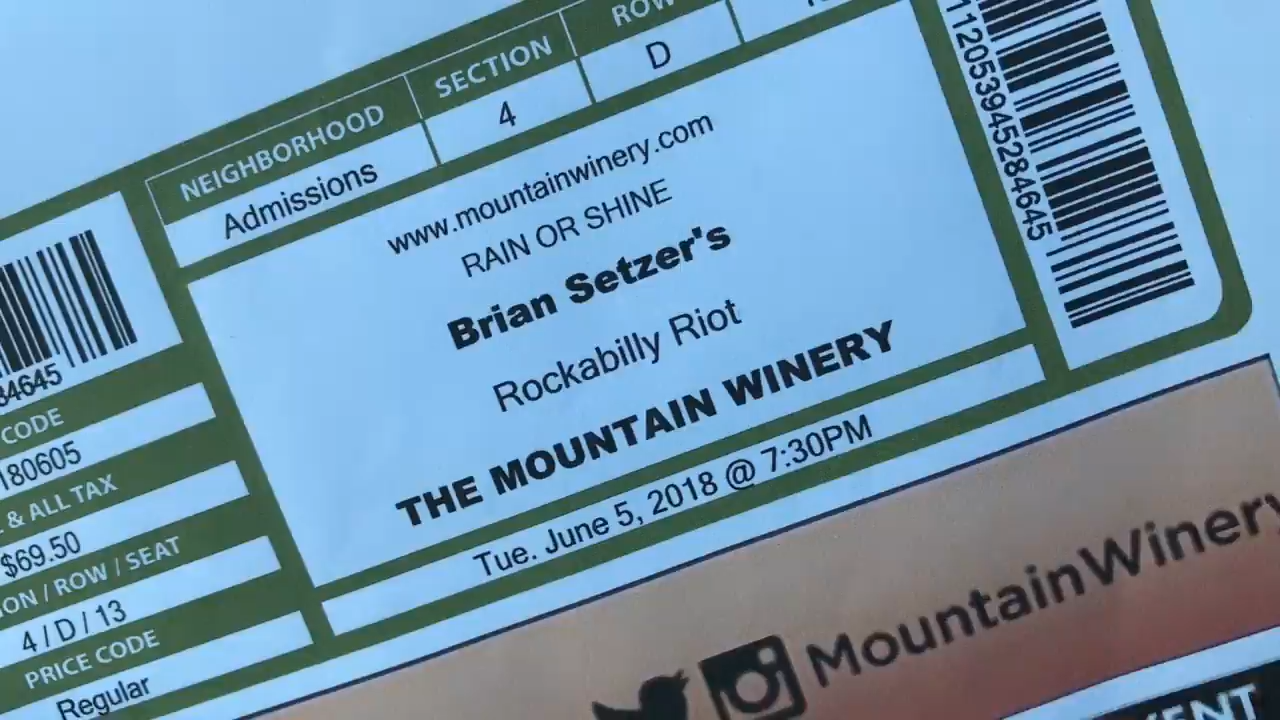 NEIGHBORHOOD SECTION ROW
Admissions 4 D
www.mountainwinery.com
RAIN OR SHINE
Brian Setzer's
Rockabilly Riot
THE MOUNTAIN WINERY
Tue. June 5, 2018 @ 7:30PM
112053945284645
84645
CODE
180605
& ALL TAX
$69.50
ON / ROW / SEAT
4 / D / 13
PRICE CODE
Regular
MountainWinery